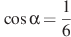 cos α = 1/6